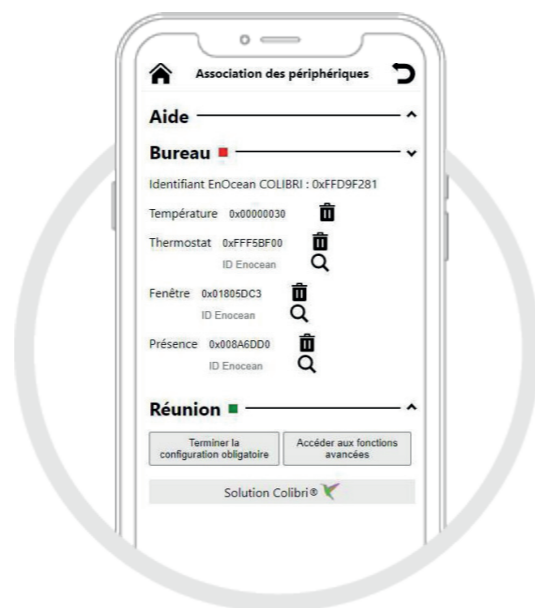 Association des périphériques
Aide
Bureau
Identifiant EnOcean COLIBRI : 0xFFD9F281
Température 0x00000030
Thermostat 0xFFF5BF00
ID Enocean
Fenêtre 0x01805DC3
ID Enocean
Présence 0x008A6DD0
ID Enocean
Réunion
Terminer la
configuration obligatoire
Accéder aux fonctions
avancées
Solution Colibri®